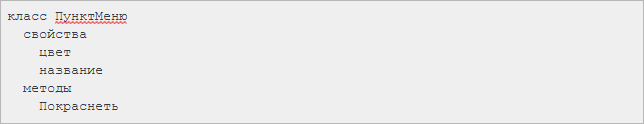 класс ПунктМеню
свойства
цвет
название
методы
Покраснеть